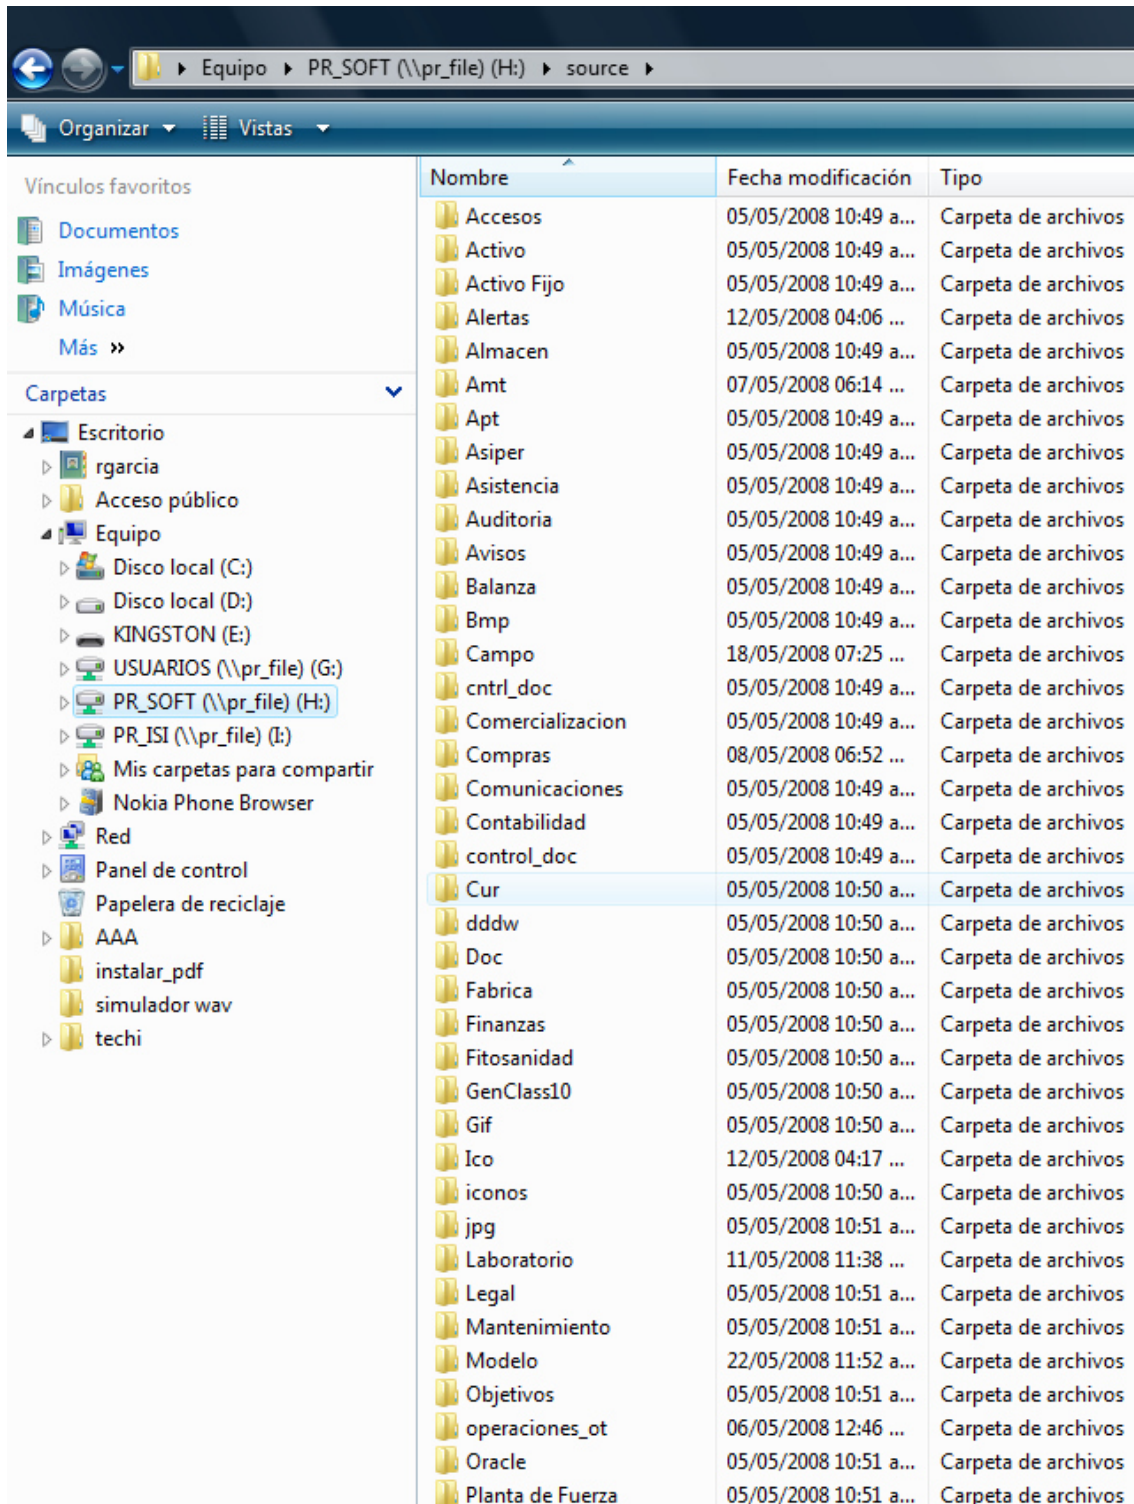 Equipo PR_SOFT (\\pr_file) (H:) source
Organizar Vistas
Vínculos favoritos
Documentos
Imágenes
Música
Más »
Carpetas
Escritorio
rgarcia
Acceso público
Equipo
Disco local (C:)
Disco local (D:)
KINGSTON (E:)
USUARIOS (\\pr_file) (G:)
PR_SOFT (\\pr_file) (H:)
PR_ISI (\\pr_file) (I:)
Mis carpetas para compartir
Nokia Phone Browser
Red
Panel de control
Papelera de reciclaje
AAA
instalar_pdf
simulador wav
techi
Nombre Fecha modificación Tipo
Accesos 05/05/2008 10:49 a... Carpeta de archivos
Activo 05/05/2008 10:49 a... Carpeta de archivos
Activo Fijo 05/05/2008 10:49 a... Carpeta de archivos
Alertas 12/05/2008 04:06 ... Carpeta de archivos
Almacen 05/05/2008 10:49 a... Carpeta de archivos
Amt 07/05/2008 06:14 ... Carpeta de archivos
Apt 05/05/2008 10:49 a... Carpeta de archivos
Asiper 05/05/2008 10:49 a... Carpeta de archivos
Asistencia 05/05/2008 10:49 a... Carpeta de archivos
Auditoria 05/05/2008 10:49 a... Carpeta de archivos
Avisos 05/05/2008 10:49 a... Carpeta de archivos
Balanza 05/05/2008 10:49 a... Carpeta de archivos
Bmp 05/05/2008 10:49 a... Carpeta de archivos
Campo 18/05/2008 07:25 ... Carpeta de archivos
cntrl_doc 05/05/2008 10:49 a... Carpeta de archivos
Comercializacion 05/05/2008 10:49 a... Carpeta de archivos
Compras 08/05/2008 06:52 ... Carpeta de archivos
Comunicaciones 05/05/2008 10:49 a... Carpeta de archivos
Contabilidad 05/05/2008 10:49 a... Carpeta de archivos
control_doc 05/05/2008 10:49 a... Carpeta de archivos
Cur 05/05/2008 10:50 a... Carpeta de archivos
dddw 05/05/2008 10:50 a... Carpeta de archivos
Doc 05/05/2008 10:50 a... Carpeta de archivos
Fabrica 05/05/2008 10:50 a... Carpeta de archivos
Finanzas 05/05/2008 10:50 a... Carpeta de archivos
Fitosanidad 05/05/2008 10:50 a... Carpeta de archivos
GenClass10 05/05/2008 10:50 a... Carpeta de archivos
Gif 05/05/2008 10:50 a... Carpeta de archivos
Ico 12/05/2008 04:17 ... Carpeta de archivos
iconos 05/05/2008 10:50 a... Carpeta de archivos
jpg 05/05/2008 10:51 a... Carpeta de archivos
Laboratorio 11/05/2008 11:38 ... Carpeta de archivos
Legal 05/05/2008 10:51 a... Carpeta de archivos
Mantenimiento 05/05/2008 10:51 a... Carpeta de archivos
Modelo 22/05/2008 11:52 a... Carpeta de archivos
Objetivos 05/05/2008 10:51 a... Carpeta de archivos
operaciones_ot 06/05/2008 12:46 ... Carpeta de archivos
Oracle 05/05/2008 10:51 a... Carpeta de archivos
Planta de Fuerza 05/05/2008 10:51 a... Carpeta de archivos